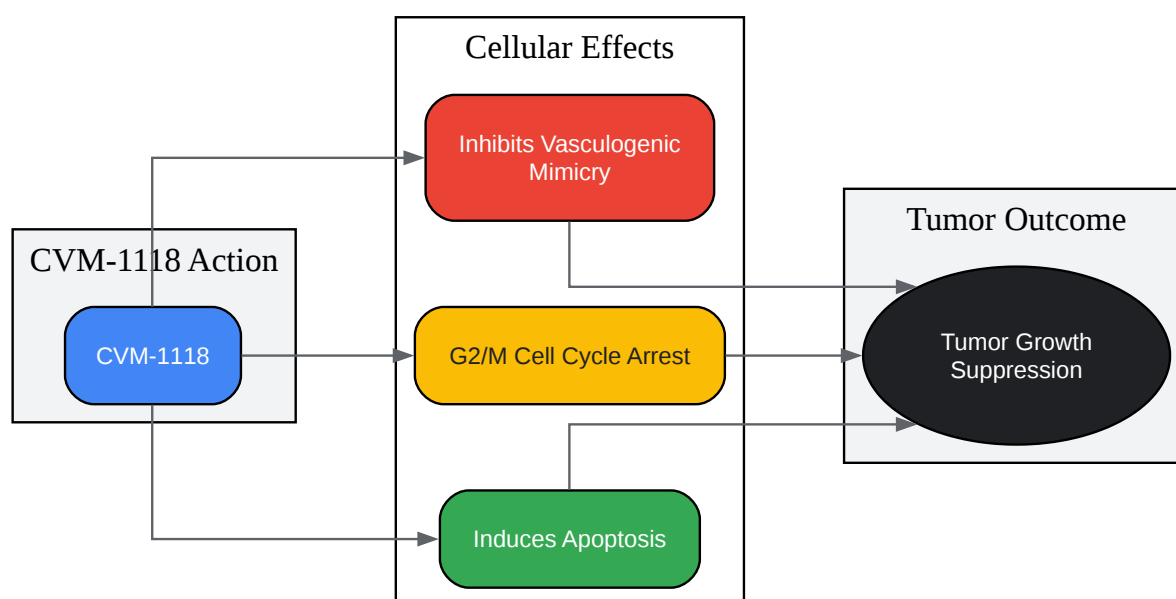 Cellular Effects
Inhibits Vasculogenic
Mimicry
CVM-1118 Action
CVM-1118
G2/M Cell Cycle Arrest
Induces Apoptosis
Tumor Outcome
Tumor Growth
Suppression